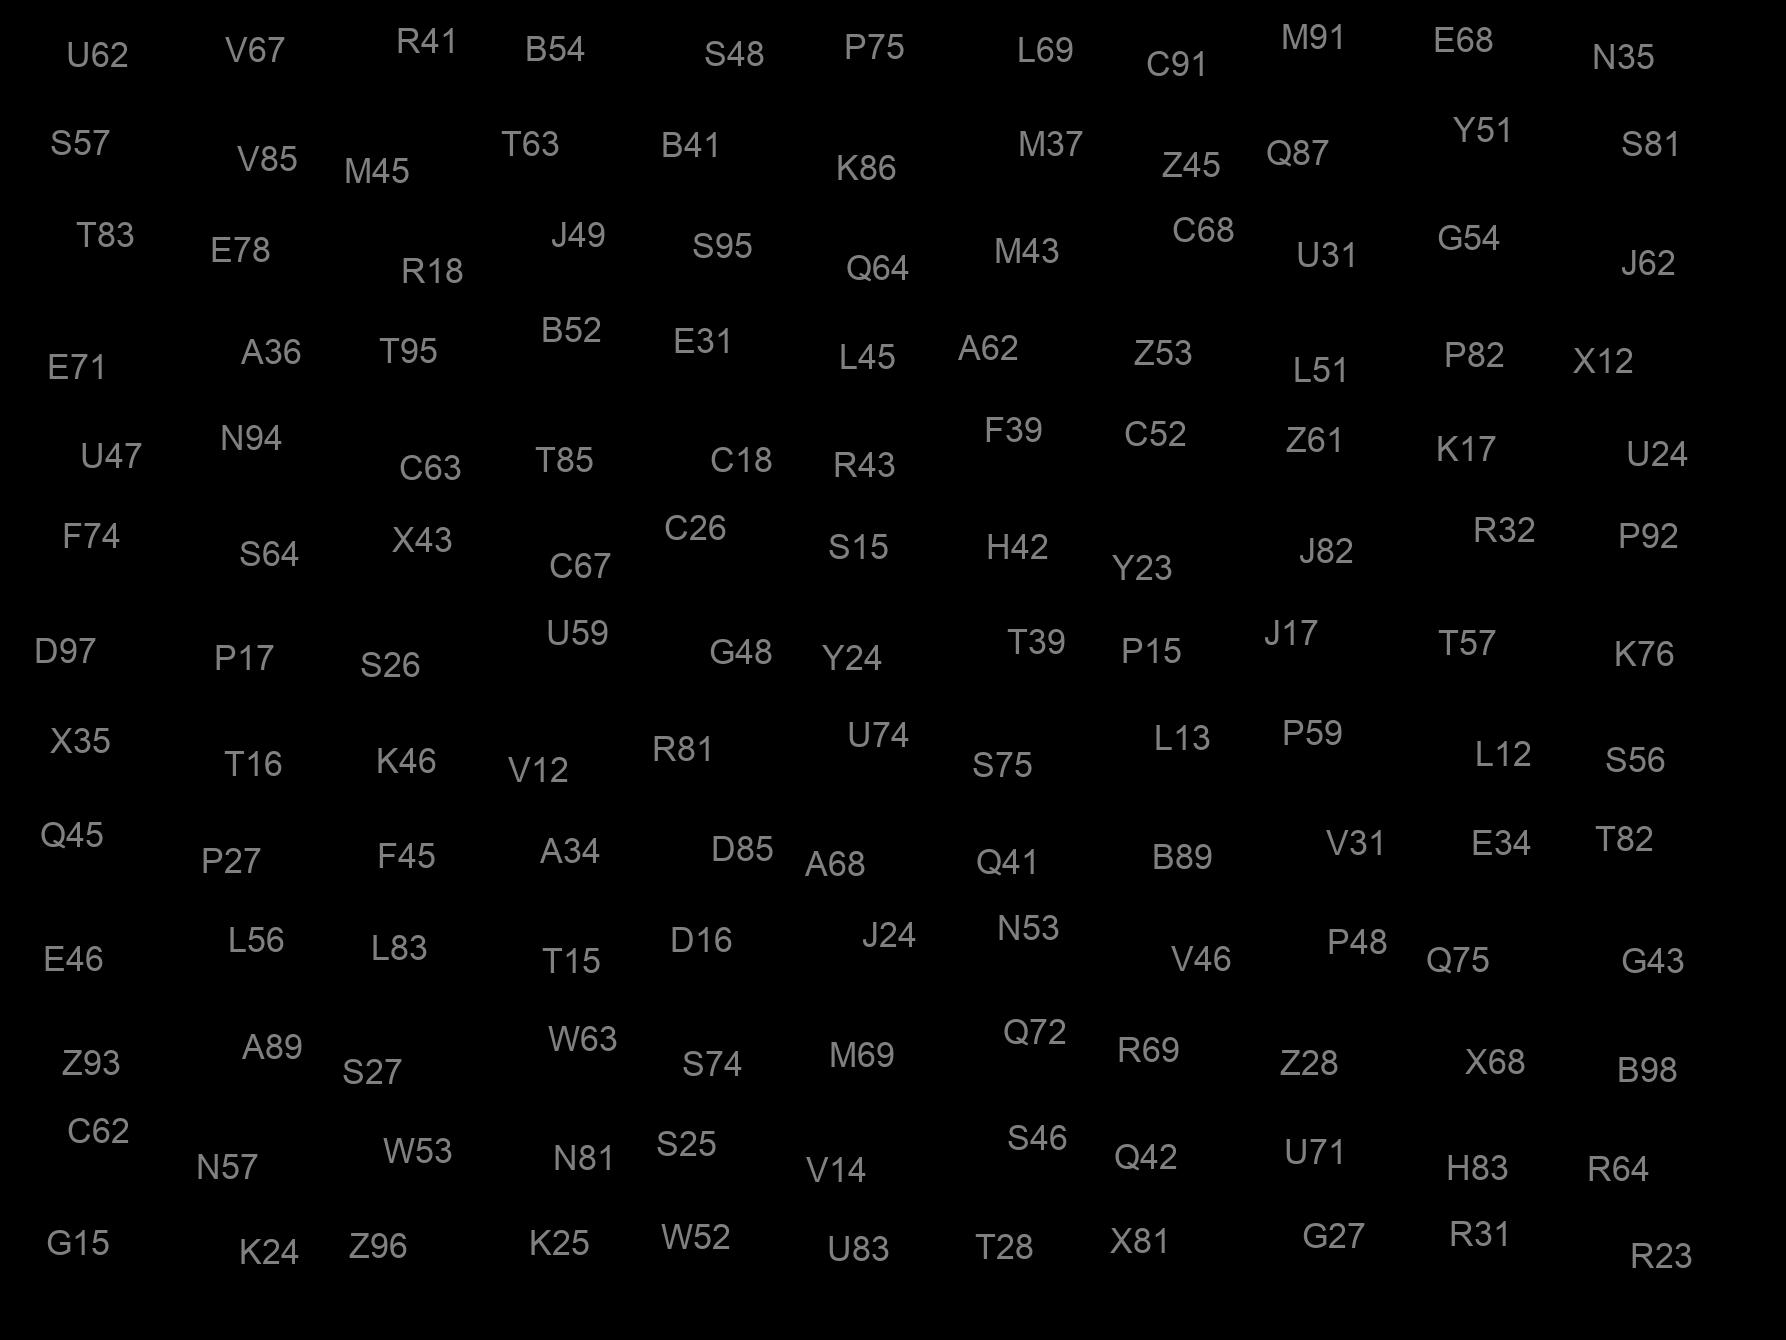 U62 V67 R41 B54 S48 P75 L69 C91 M91 E68 N35
S57 V85 M45 T63 B41 K86 M37 Z45 Q87 Y51 S81
T83 E78 R18 J49 S95 Q64 M43 C68 U31 G54 J62
E71 A36 T95 B52 E31 L45 A62 Z53 L51 P82 X12
U47 N94 C63 T85 C18 R43 F39 C52 Z61 K17 U24
F74 S64 X43 C67 C26 S15 H42 Y23 J82 R32 P92
D97 P17 S26 U59 G48 Y24 T39 P15 J17 T57 K76
X35 T16 K46 V12 R81 U74 S75 L13 P59 L12 S56
Q45 P27 F45 A34 D85 A68 Q41 B89 V31 E34 T82
E46 L56 L83 T15 D16 J24 N53 V46 P48 Q75 G43
Z93 A89 S27 W63 S74 M69 Q72 R69 Z28 X68 B98
C62 N57 W53 N81 S25 V14 S46 Q42 U71 H83 R64
G15 K24 Z96 K25 W52 U83 T28 X81 G27 R31 R23